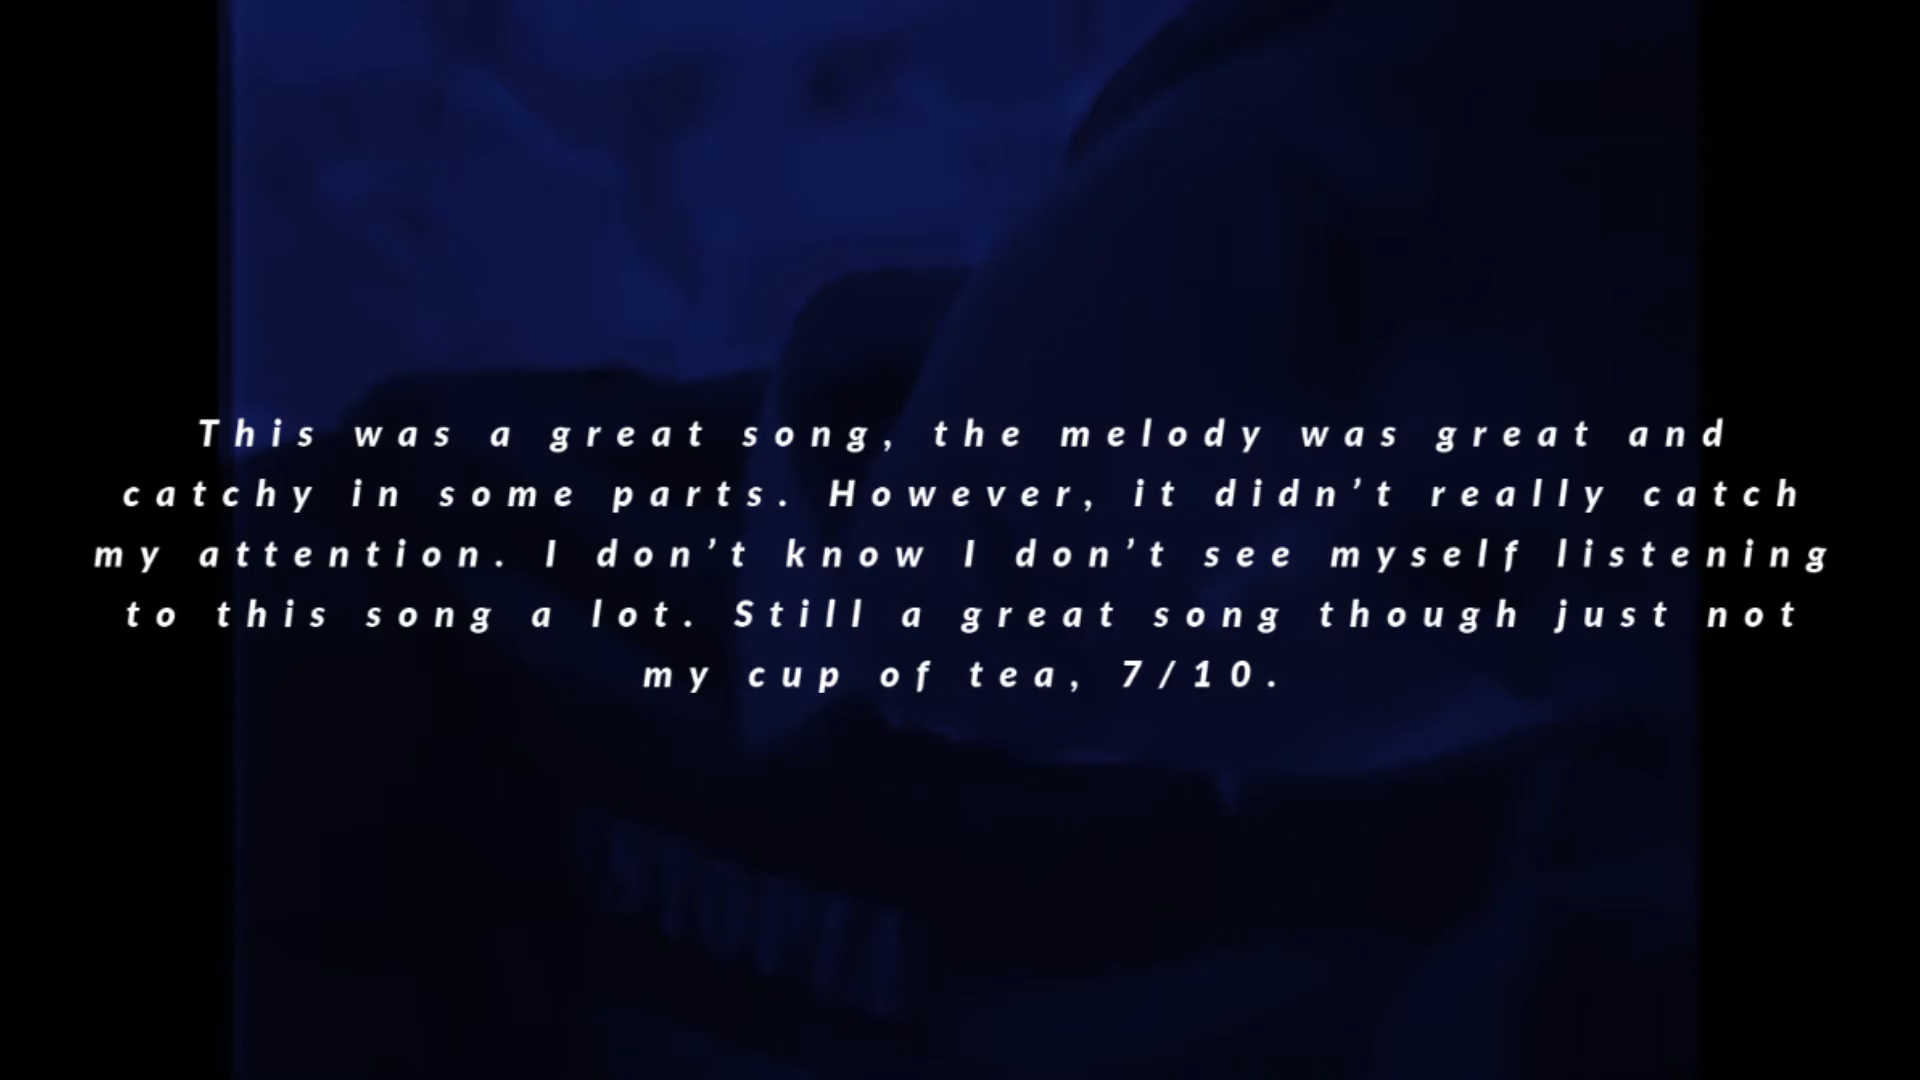 This was a great song, the melody was great and
catchy in some parts. However, it didn’t really catch
my attention. I don’t know I don’t see myself listening
to this song a lot. Still a great song though just not
my cup of tea, 7/10.